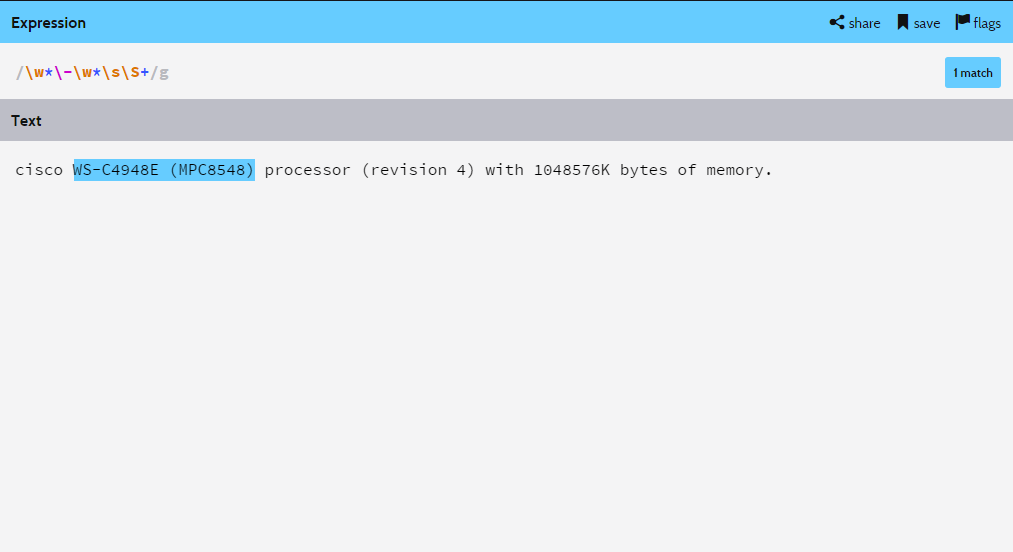 Expression
share save flags
/\w*\-\w*\s\S+/g
1 match
Text
cisco WS-C4948E (MPC8548) processor (revision 4) with 1048576K bytes of memory.